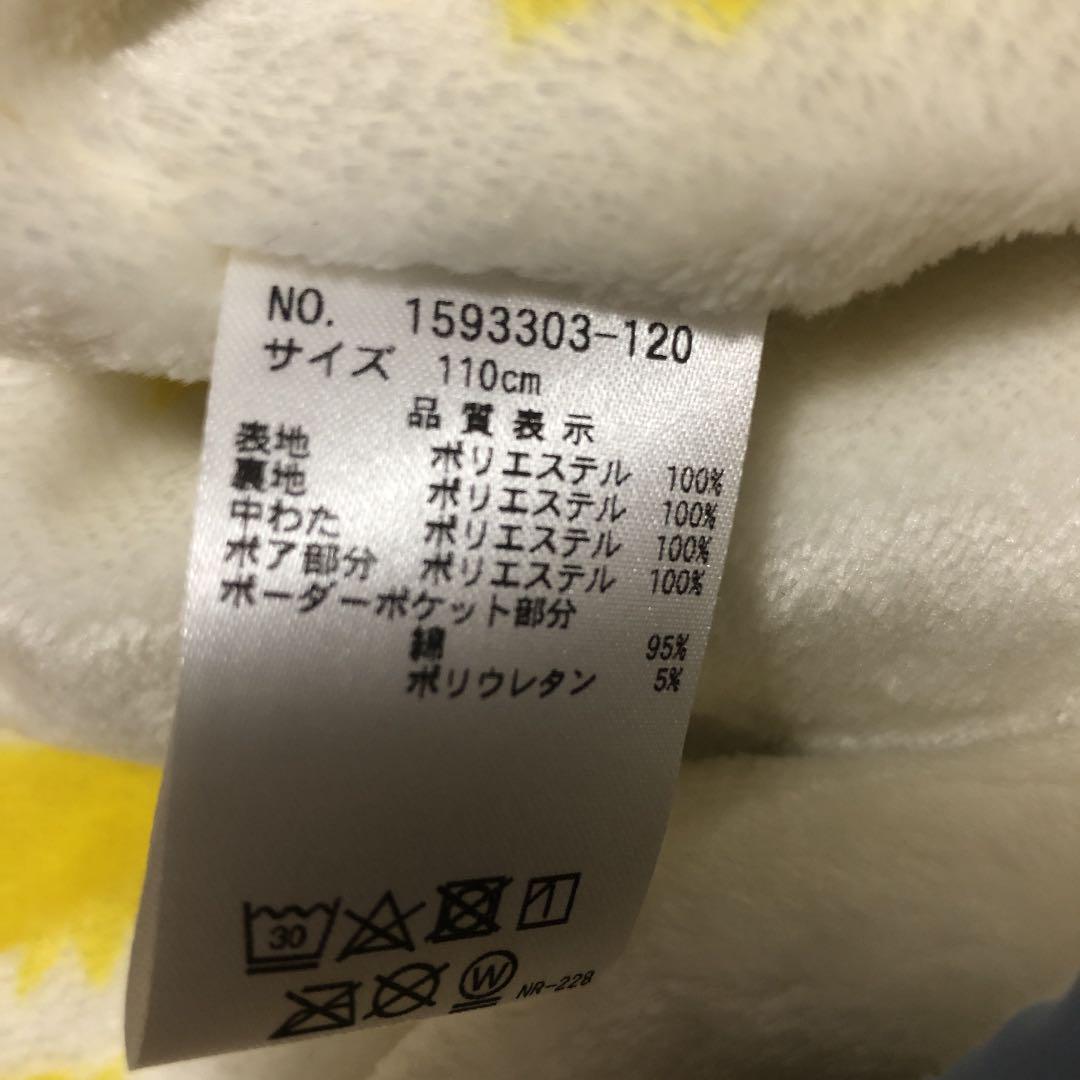 NO. 1593303-120
サイズ 110cm
品質表示
表地 ポリエステル 100%
裏地 ポリエステル 100%
中わた ポリエステル 100%
ボア部分 ポリエステル 100%
ボーダーポケット部分
綿 95%
ポリウレタン 5%
30
W NR-228